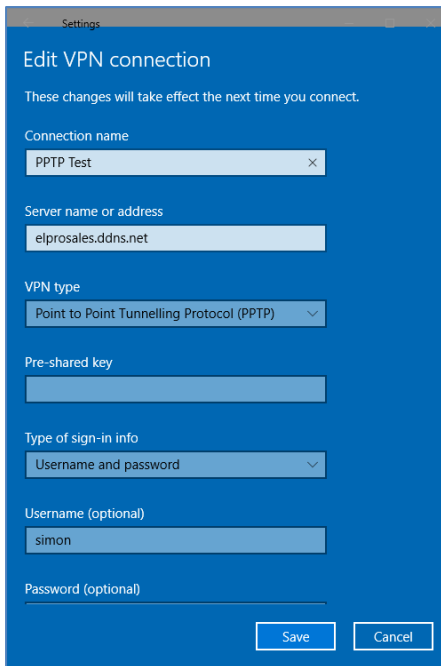 Settings
Edit VPN connection
These changes will take effect the next time you connect.
Connection name
PPTP Test
Server name or address
elprosales.ddns.net
VPN type
Point to Point Tunnelling Protocol (PPTP)
Pre-shared key
Type of sign-in info
Username and password
Username (optional)
simon
Password (optional)
Save Cancel